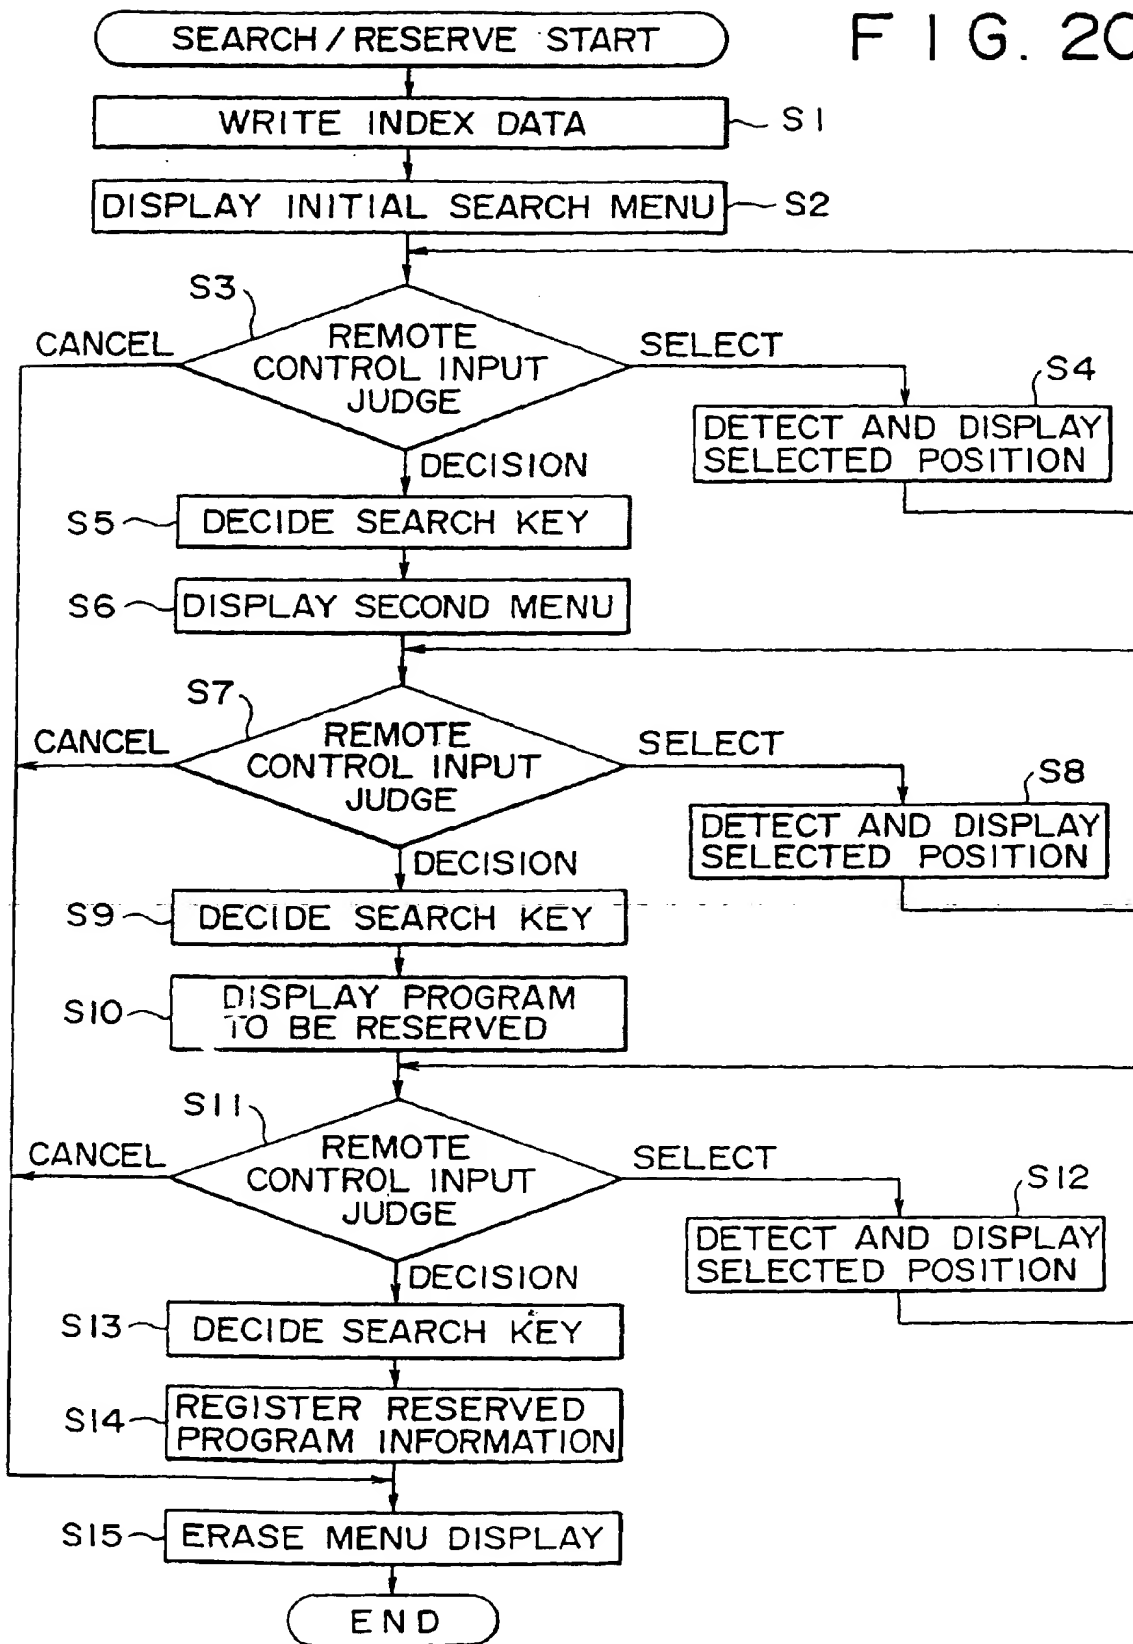 SEARCH / RESERVE START
FIG. 20
WRITE INDEX DATA
S1
DISPLAY INITIAL SEARCH MENU
S2
S3
CANCEL
REMOTE
CONTROL INPUT
JUDGE
SELECT
S4
DETECT AND DISPLAY
SELECTED POSITION
DECISION
S5
DECIDE SEARCH KEY
S6
DISPLAY SECOND MENU
S7
CANCEL
REMOTE
CONTROL INPUT
JUDGE
SELECT
S8
DETECT AND DISPLAY
SELECTED POSITION
DECISION
S9
DECIDE SEARCH KEY
S10
DISPLAY PROGRAM
TO BE RESERVED
S11
CANCEL
REMOTE
CONTROL INPUT
JUDGE
SELECT
S12
DETECT AND DISPLAY
SELECTED POSITION
DECISION
S13
DECIDE SEARCH KEY
S14
REGISTER RESERVED
PROGRAM INFORMATION
S15
ERASE MENU DISPLAY
END